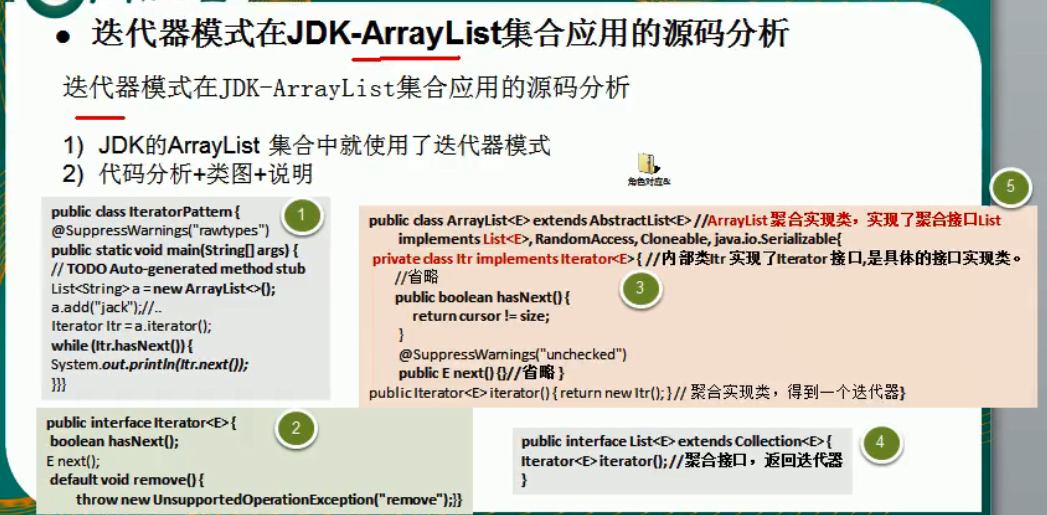 ● 迭代器模式在JDK-ArrayList集合应用的源码分析
迭代器模式在JDK-ArrayList集合应用的源码分析
1) JDK的ArrayList 集合中就使用了迭代器模式
2) 代码分析+类图+说明
角色对应&
1
public class IteratorPattern {
@SuppressWarnings("rawtypes")
public static void main(String[] args) {
// TODO Auto-generated method stub
List<String> a = new ArrayList<>();
a.add("jack");//..
Iterator Itr = a.iterator();
while (Itr.hasNext()) {
System.out.println(Itr.next());
}}}
2
public interface Iterator<E> {
boolean hasNext();
E next();
default void remove() {
throw new UnsupportedOperationException("remove");}}
5
public class ArrayList<E> extends AbstractList<E> //ArrayList 聚合实现类，实现了聚合接口List
implements List<E>, RandomAccess, Cloneable, java.io.Serializable{
private class Itr implements Iterator<E> { //内部类Itr 实现了Iterator 接口,是具体的接口实现类。
//省略
3
public boolean hasNext() {
return cursor != size;
}
@SuppressWarnings("unchecked")
public E next() {}//省略 }
public Iterator<E> iterator() { return new Itr(); } // 聚合实现类，得到一个迭代器}
4
public interface List<E> extends Collection<E> {
Iterator<E> iterator(); //聚合接口，返回迭代器
}